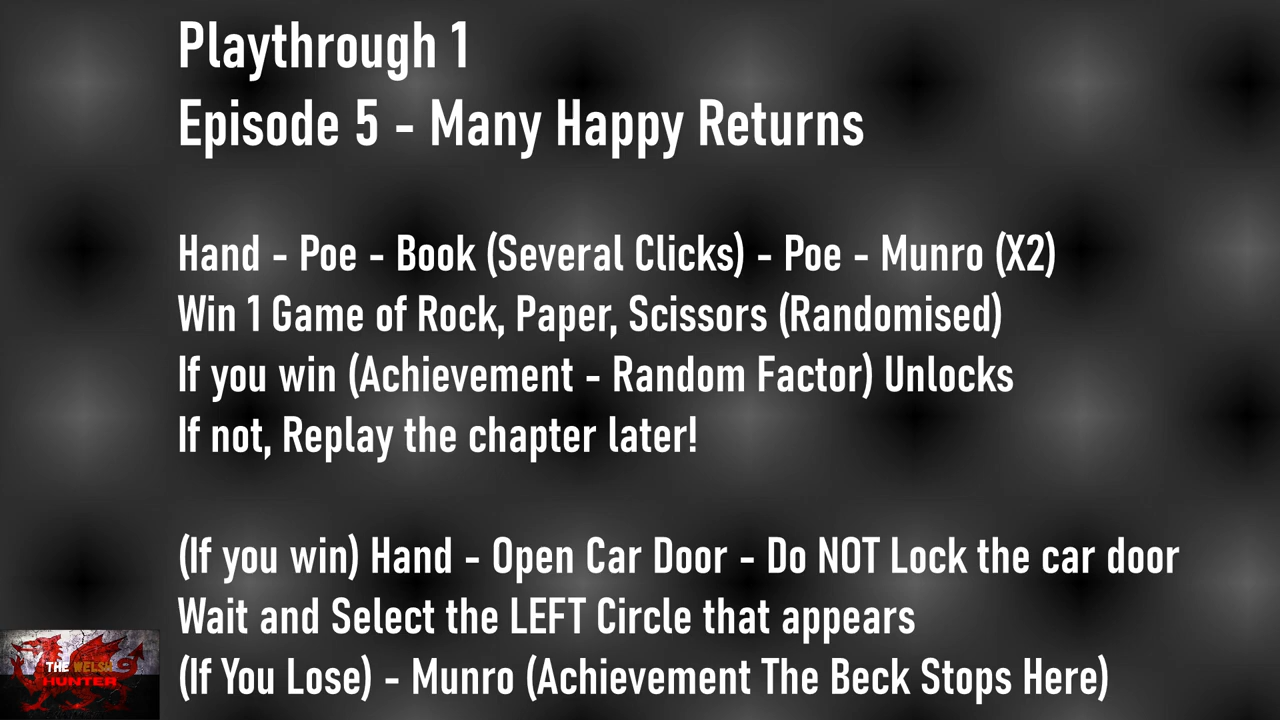 Playthrough 1
Episode 5 - Many Happy Returns
Hand - Poe - Book (Several Clicks) - Poe - Munro (X2)
Win 1 Game of Rock, Paper, Scissors (Randomised)
If you win (Achievement - Random Factor) Unlocks
If not, Replay the chapter later!
(If you win) Hand - Open Car Door - Do NOT Lock the car door
Wait and Select the LEFT Circle that appears
(If You Lose) - Munro (Achievement The Beck Stops Here)
THE WELSH
HUNTER